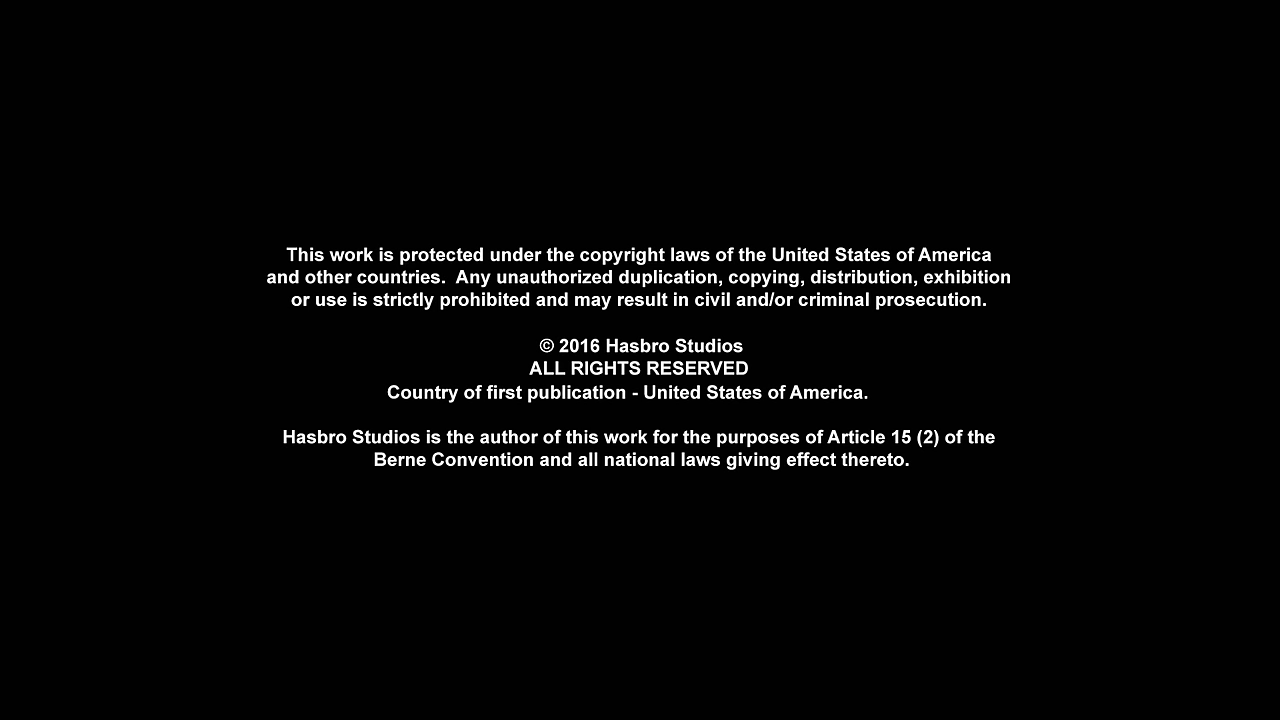 This work is protected under the copyright laws of the United States of America
and other countries.  Any unauthorized duplication, copying, distribution, exhibition
or use is strictly prohibited and may result in civil and/or criminal prosecution.
© 2016 Hasbro Studios
ALL RIGHTS RESERVED
Country of first publication - United States of America.
Hasbro Studios is the author of this work for the purposes of Article 15 (2) of the
Berne Convention and all national laws giving effect thereto.